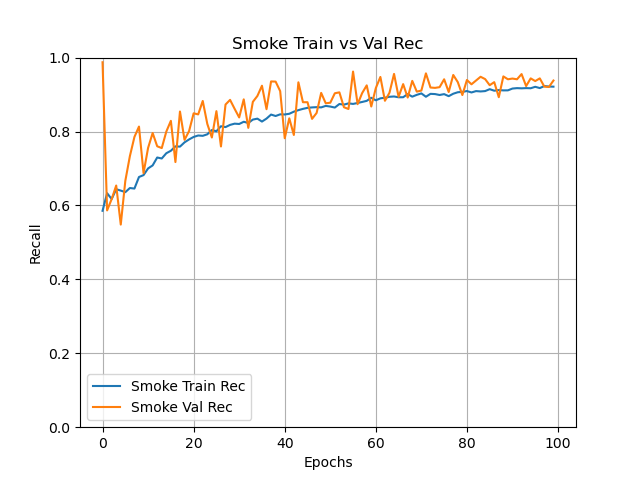 Smoke Train vs Val Rec
1.0
0.8
0.6
0.4
0.2
0.0
Recall
Smoke Train Rec
Smoke Val Rec
0 20 40 60 80 100
Epochs